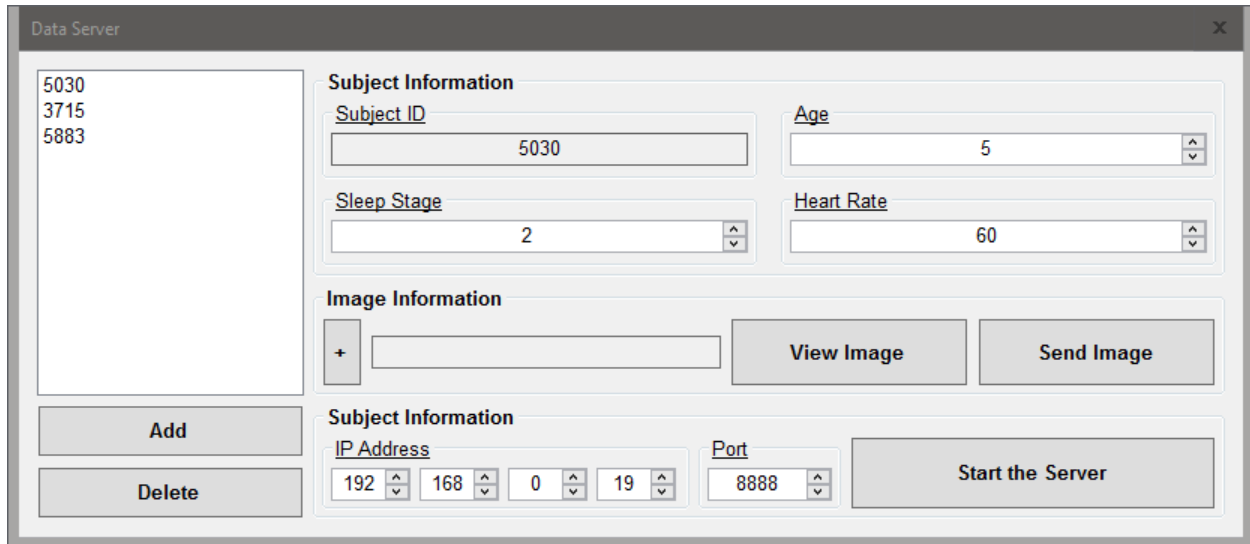 Data Server x
5030
3715
5883
Add
Delete
Subject Information
Subject ID Age
5030 5
Sleep Stage Heart Rate
2 60
Image Information
+ View Image Send Image
Subject Information
IP Address Port
192 168 0 19 8888 Start the Server